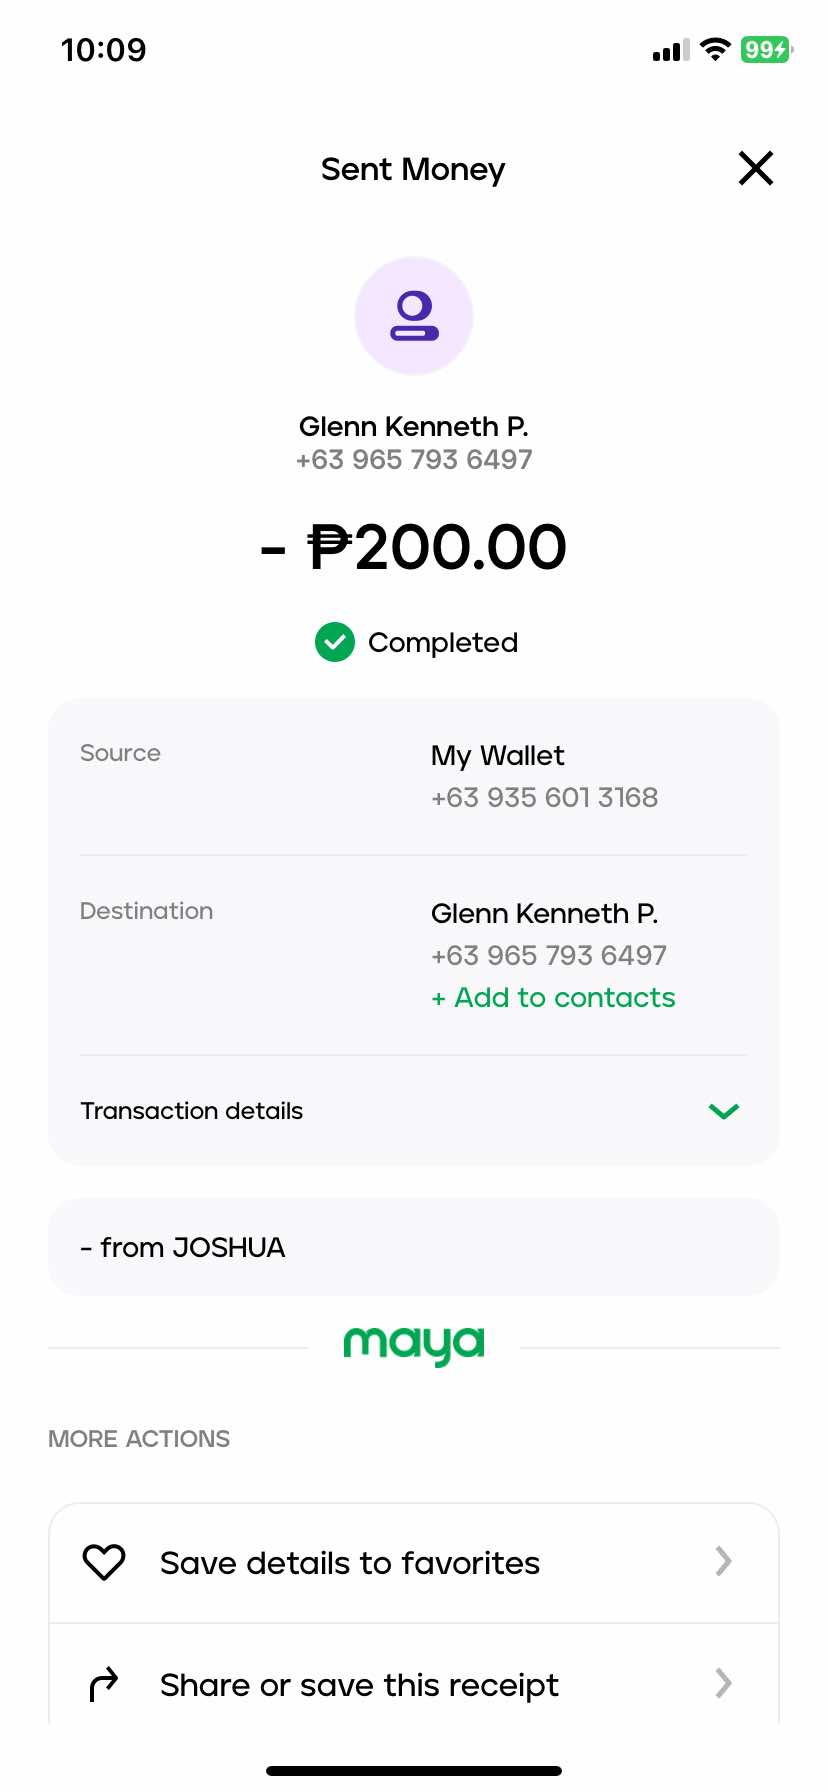 10:09
99
Sent Money
Glenn Kenneth P.
+63 965 793 6497
- ₱200.00
Completed
Source
My Wallet
+63 935 601 3168
Destination
Glenn Kenneth P.
+63 965 793 6497
+ Add to contacts
Transaction details
- from JOSHUA
maya
MORE ACTIONS
Save details to favorites
Share or save this receipt